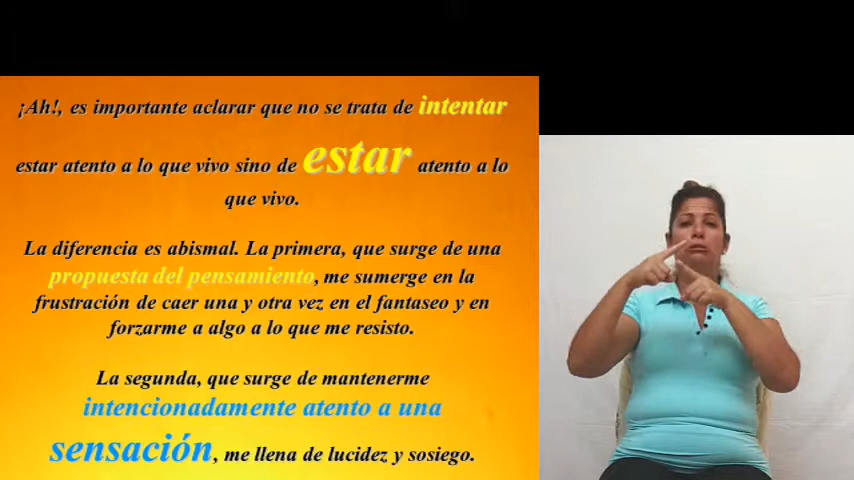 ¡Ah!, es importante aclarar que no se trata de intentar
estar atento a lo que vivo sino de estar atento a lo
que vivo.
La diferencia es abismal. La primera, que surge de una
propuesta del pensamiento, me sumerge en la
frustración de caer una y otra vez en el fantaseo y en
forzarme a algo a lo que me resisto.
La segunda, que surge de mantenerme
intencionadamente atento a una
sensación, me llena de lucidez y sosiego.